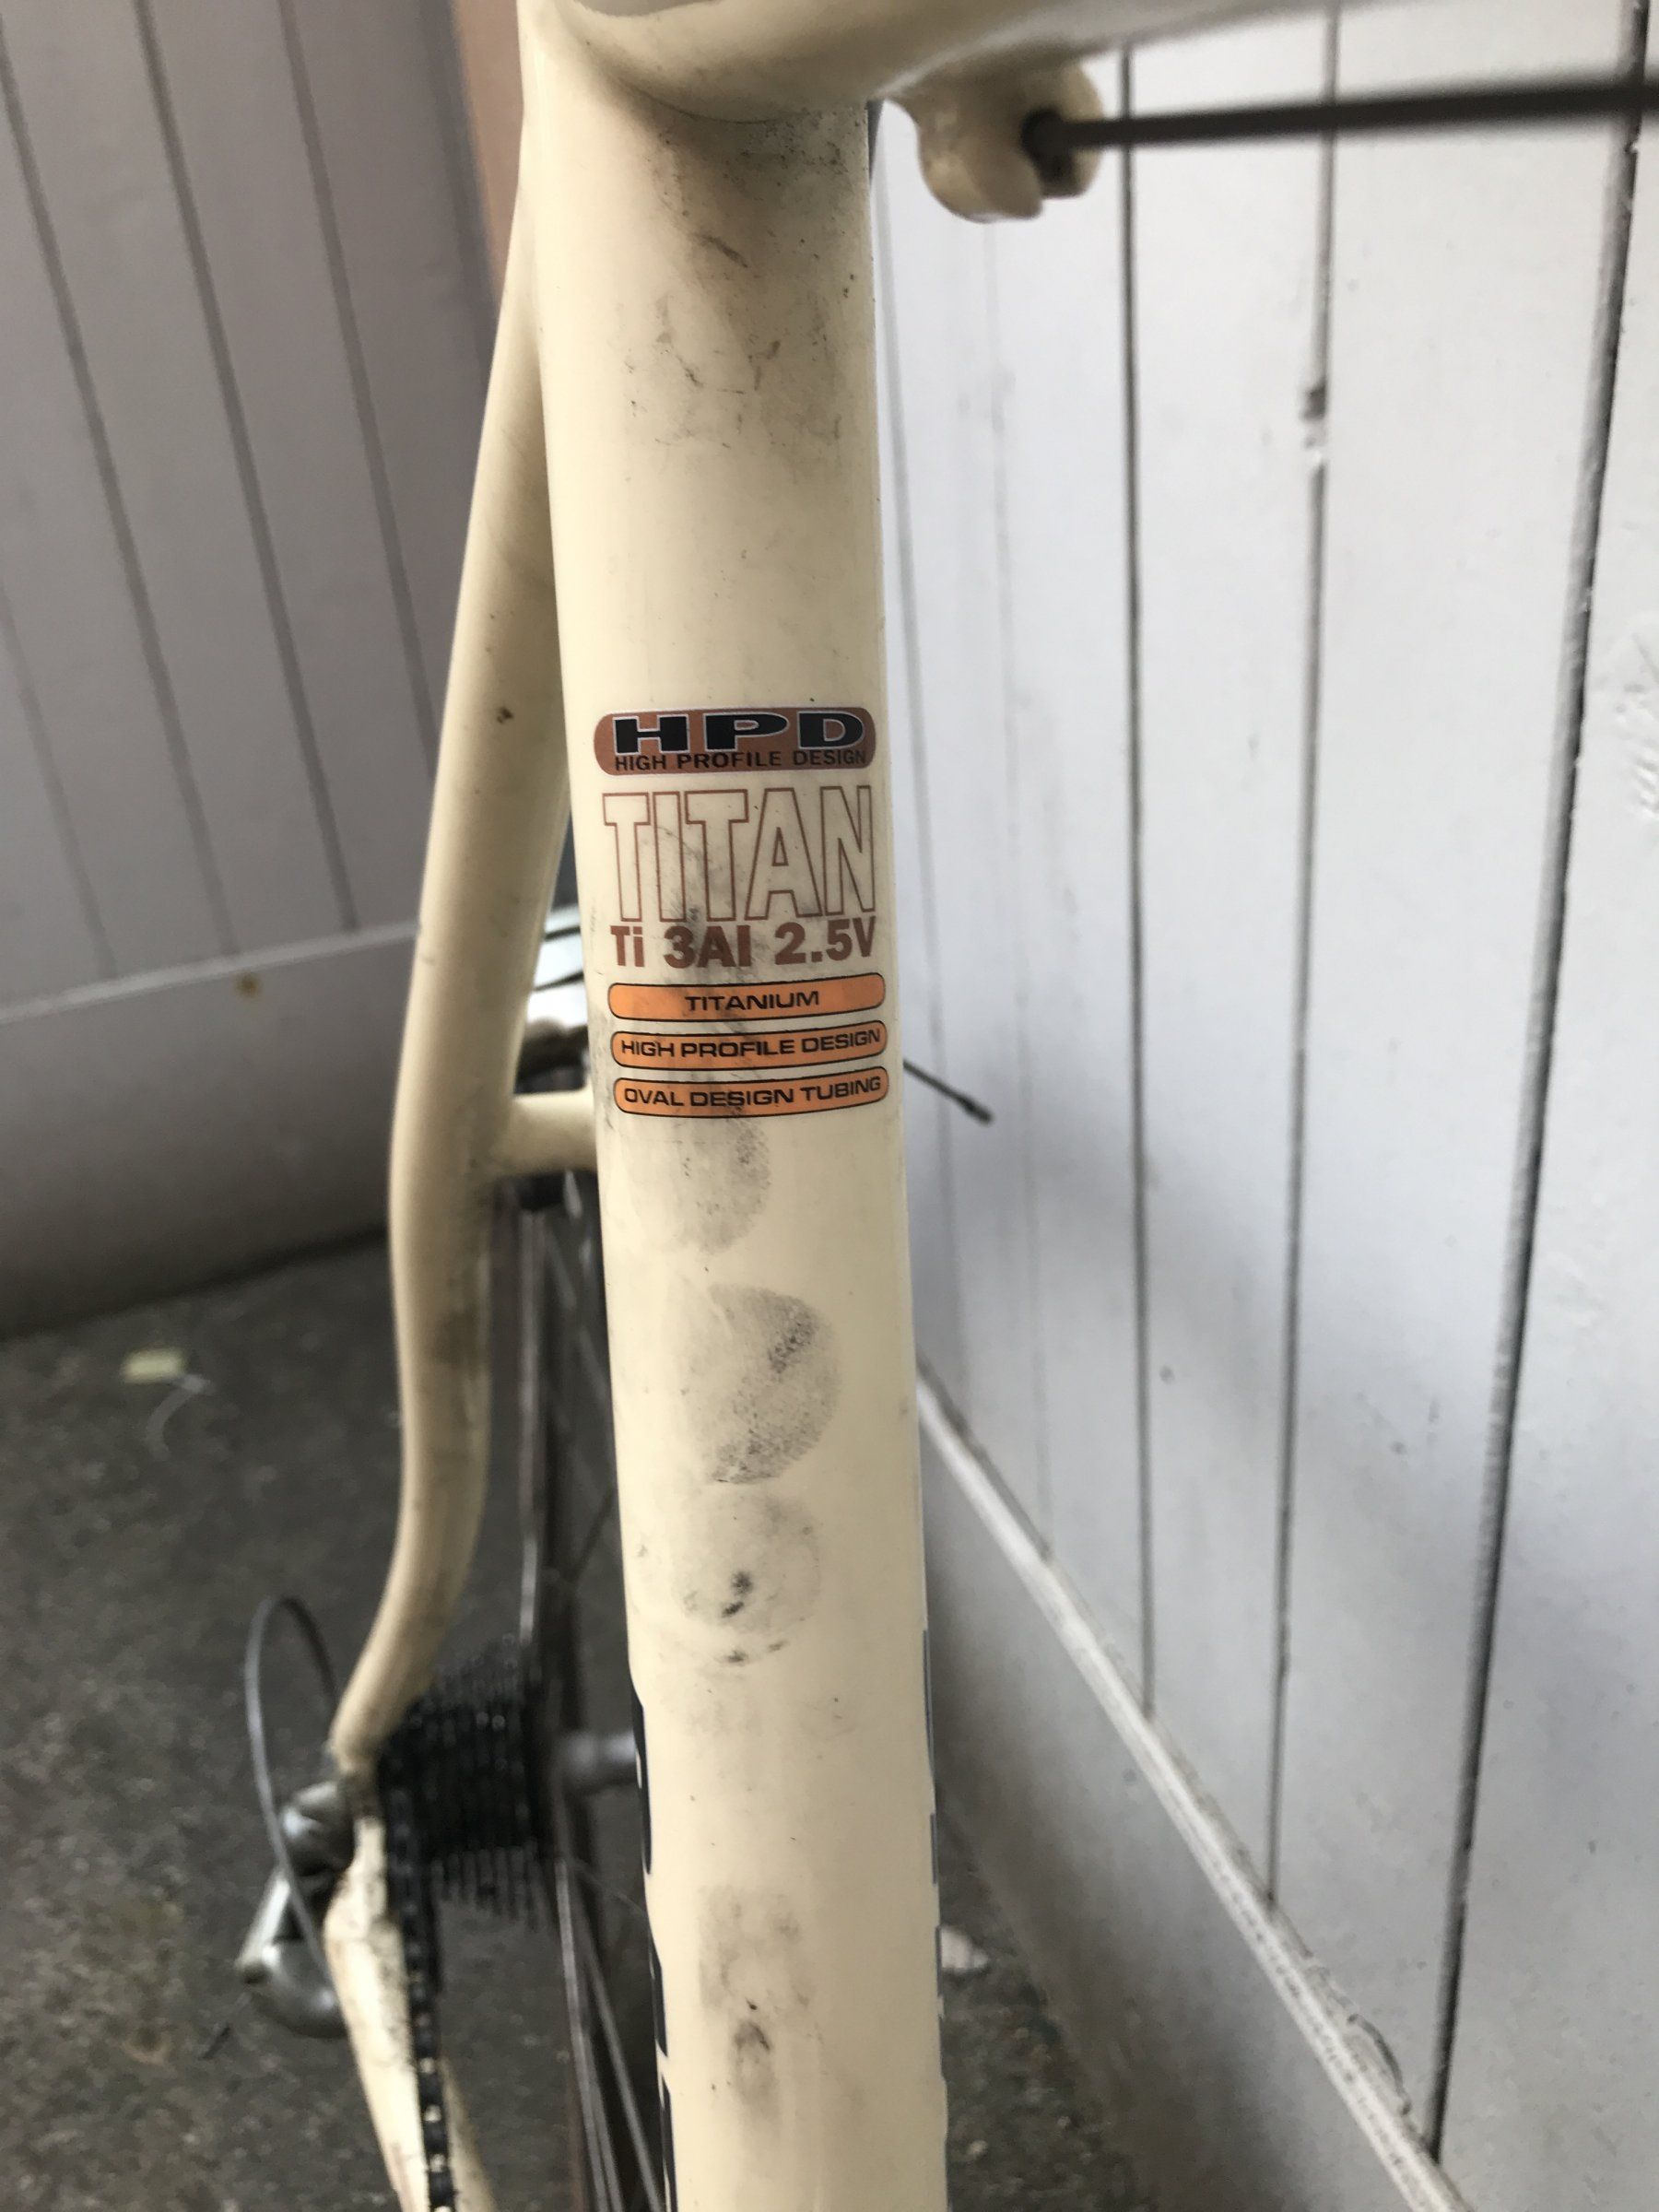 HPD
HIGH PROFILE DESIGN
TITAN
Ti 3Al 2.5V
TITANIUM
HIGH PROFILE DESIGN
OVAL DESIGN TUBING